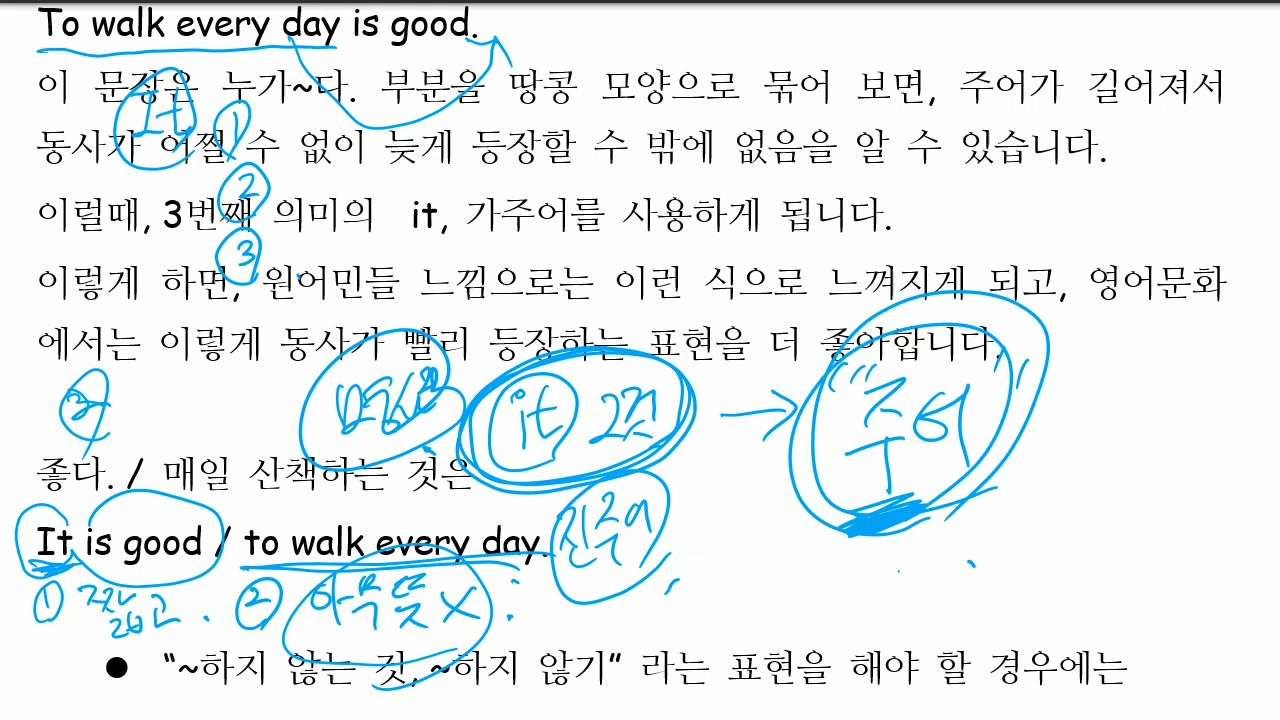 To walk every day is good.
이 문장은 누가~다. 부분을 땅콩 모양으로 묶어 보면, 주어가 길어져서
It ①
동사가 어쩔 수 없이 늦게 등장할 수 밖에 없음을 알 수 있습니다.
②
이럴때, 3번째 의미의 it, 가주어를 사용하게 됩니다.
③
이렇게 하면, 원어민들 느낌으로는 이런 식으로 느껴지게 되고, 영어문화
에서는 이렇게 동사가 빨리 등장하는 표현을 더 좋아합니다.
it 그것 → "주어"
좋다. / 매일 산책하는 것은
It is good / to walk every day. 진주어
① 짧고. ② 아무 뜻 X
● “~하지 않는 것, ~하지 않기” 라는 표현을 해야 할 경우에는